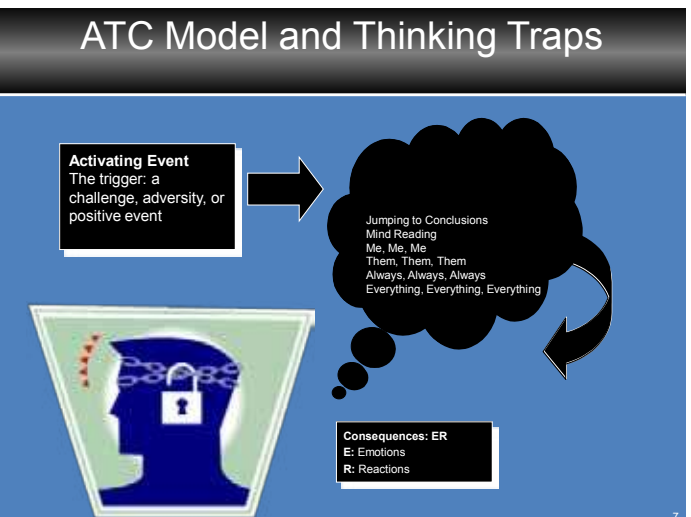 ATC Model and Thinking Traps
Activating Event
The trigger: a
challenge, adversity, or
positive event
Jumping to Conclusions
Mind Reading
Me, Me, Me
Them, Them, Them
Always, Always, Always
Everything, Everything, Everything
Consequences: ER
E: Emotions
R: Reactions
7